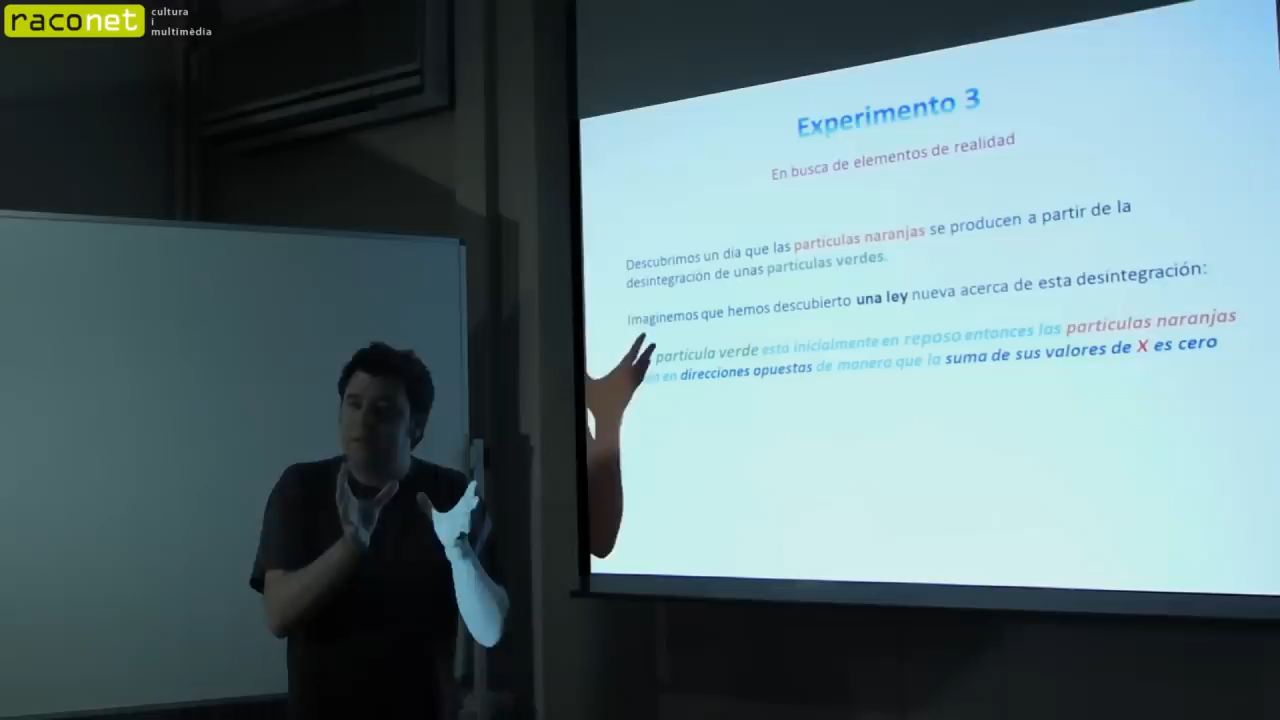 raconet
cultura
i
multimèdia
Experimento 3
En busca de elementos de realidad
Descubrimos un día que las partículas naranjas se producen a partir de la
desintegración de unas partículas verdes.
Imaginemos que hemos descubierto una ley nueva acerca de esta desintegración:
partícula verde está inicialmente en reposo entonces las partículas naranjas
en direcciones opuestas de manera que la suma de sus valores de X es cero